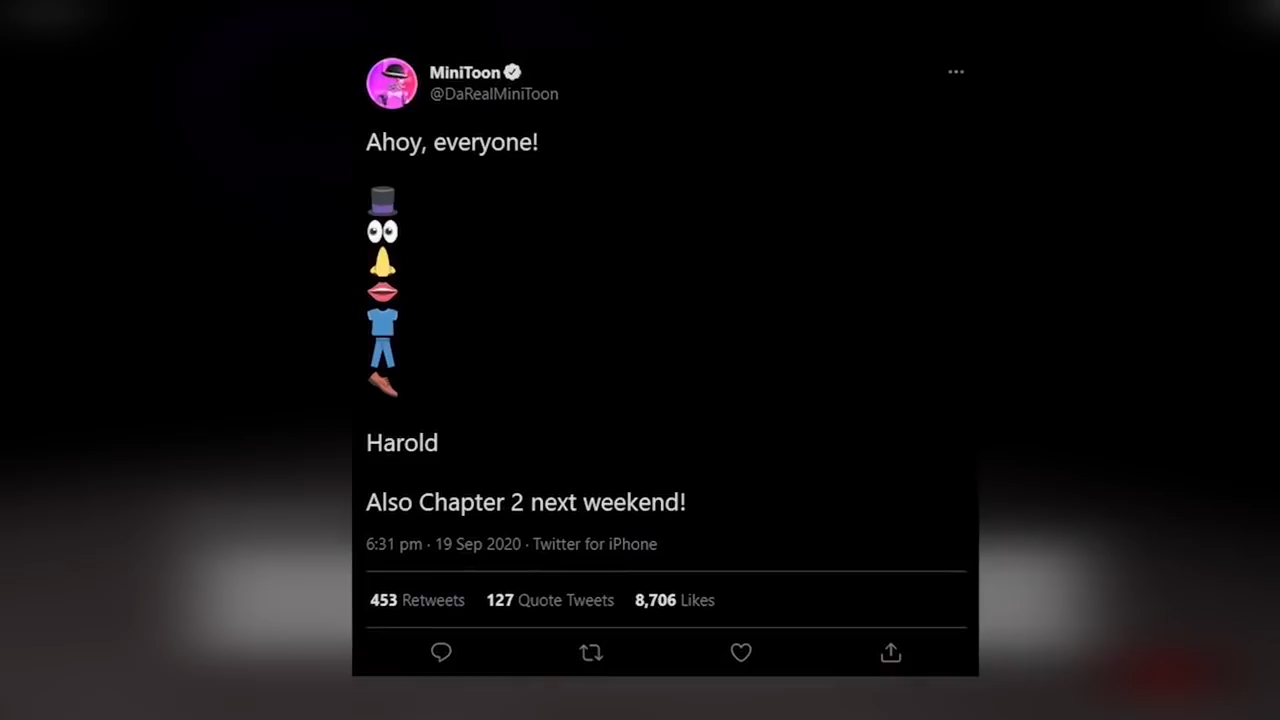 MiniToon
@DaRealMiniToon
Ahoy, everyone!
🎩
👀
👃
👄
👕
👖
👞
Harold
Also Chapter 2 next weekend!
6:31 pm · 19 Sep 2020 · Twitter for iPhone
453 Retweets 127 Quote Tweets 8,706 Likes